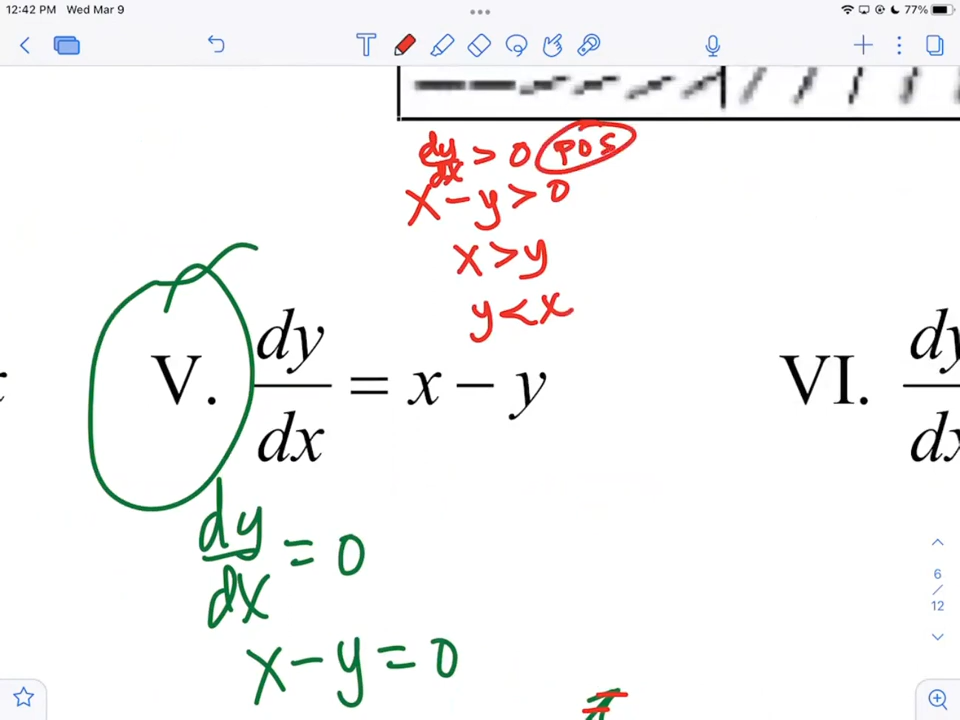 12:42 PM Wed Mar 9
77%
T
dy/dx > 0 POS
x - y > 0
x > y
y < x
V. dy/dx = x - y
VI. dy/dx
dy/dx = 0
x - y = 0
6
/
12